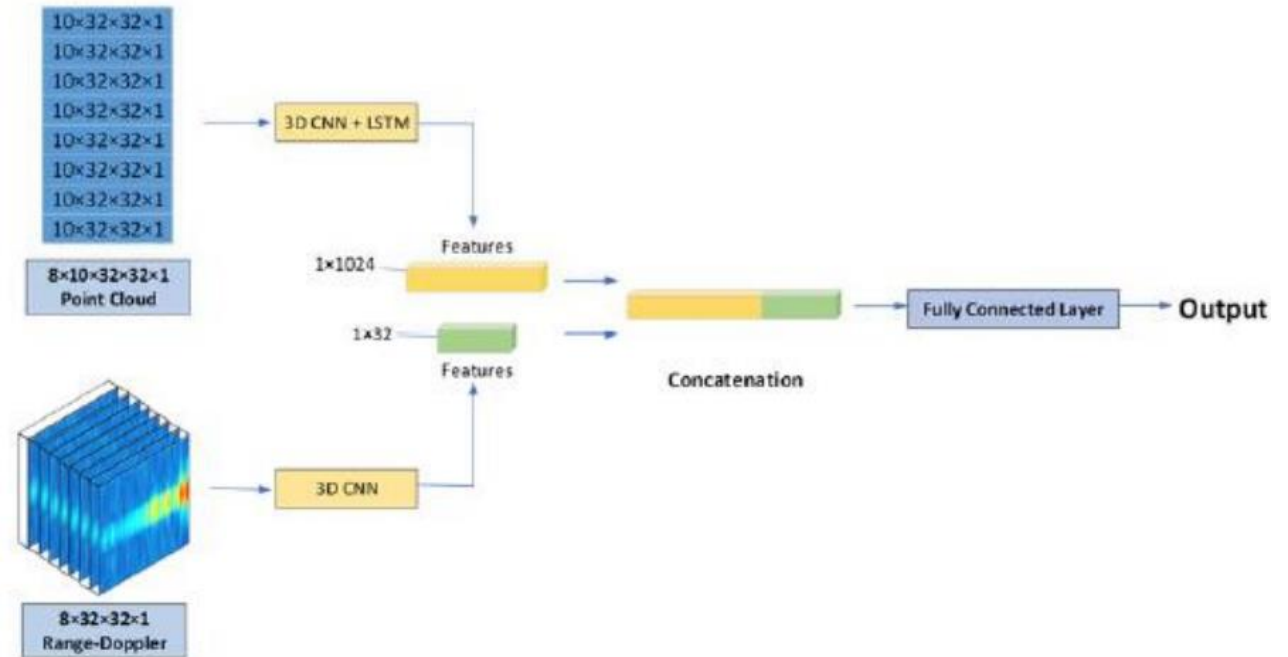 10×32×32×1
10×32×32×1
10×32×32×1
10×32×32×1
10×32×32×1
10×32×32×1
10×32×32×1
10×32×32×1
8×10×32×32×1
Point Cloud
3D CNN + LSTM
Features
1×1024
1×32
Features
Concatenation
Fully Connected Layer
Output
3D CNN
8×32×32×1
Range-Doppler